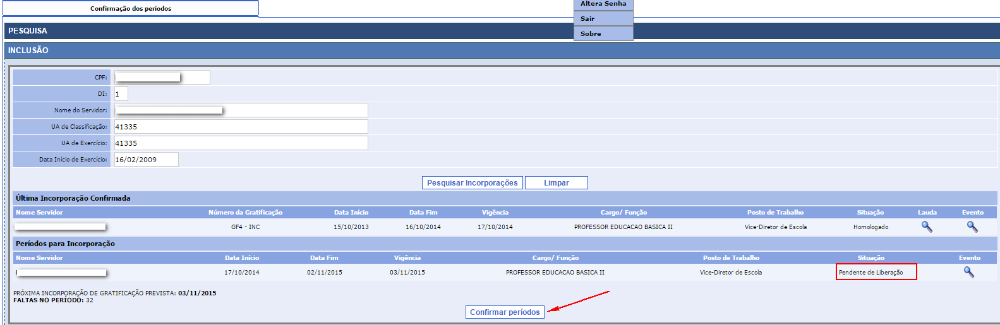 Confirmação dos períodos
Altera Senha
Sair
Sobre
PESQUISA
INCLUSÃO
CPF:
DI: 1
Nome do Servidor:
UA de Classificação: 41335
UA de Exercício: 41335
Data Início de Exercício: 16/02/2009
Pesquisar Incorporações Limpar
Última Incorporação Confirmada
Nome Servidor Número da Gratificação Data Início Data Fim Vigência Cargo/ Função Posto de Trabalho Situação Lauda Evento
GF4 - INC 15/10/2013 16/10/2014 17/10/2014 PROFESSOR EDUCACAO BASICA II Vice-Diretor de Escola Homologado
Períodos para Incorporação
Nome Servidor Data Início Data Fim Vigência Cargo/ Função Posto de Trabalho Situação Evento
17/10/2014 02/11/2015 03/11/2015 PROFESSOR EDUCACAO BASICA II Vice-Diretor de Escola Pendente de Liberação
PRÓXIMA INCORPORAÇÃO DE GRATIFICAÇÃO PREVISTA: 03/11/2015
FALTAS NO PERÍODO: 32
Confirmar períodos